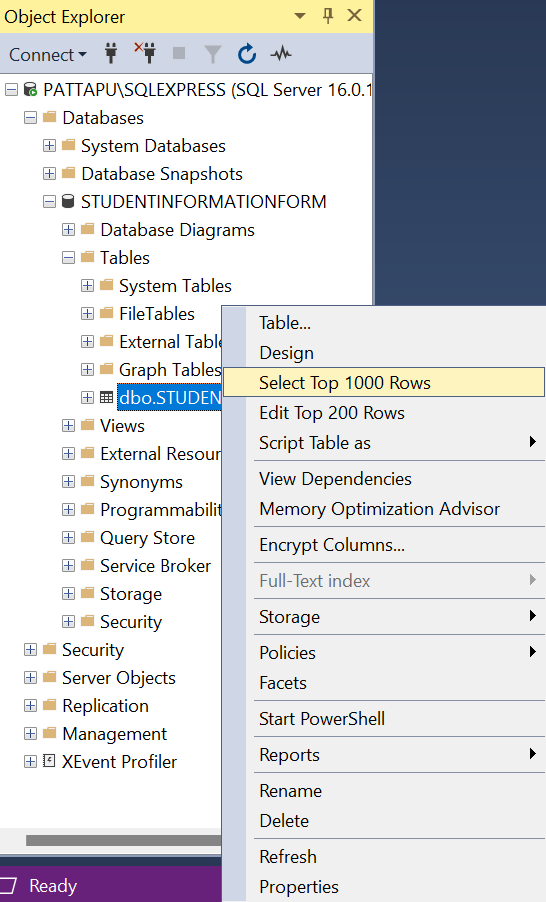 Object Explorer
Connect
PATTAPU\SQLEXPRESS (SQL Server 16.0.1
Databases
System Databases
Database Snapshots
STUDENTINFORMATIONFORM
Database Diagrams
Tables
System Tables
FileTables
External Table
Graph Tables
dbo.STUDEN
Views
External Resour
Synonyms
Programmabilit
Query Store
Service Broker
Storage
Security
Security
Server Objects
Replication
Management
XEvent Profiler
Table...
Design
Select Top 1000 Rows
Edit Top 200 Rows
Script Table as
View Dependencies
Memory Optimization Advisor
Encrypt Columns...
Full-Text index
Storage
Policies
Facets
Start PowerShell
Reports
Rename
Delete
Refresh
Properties
Ready